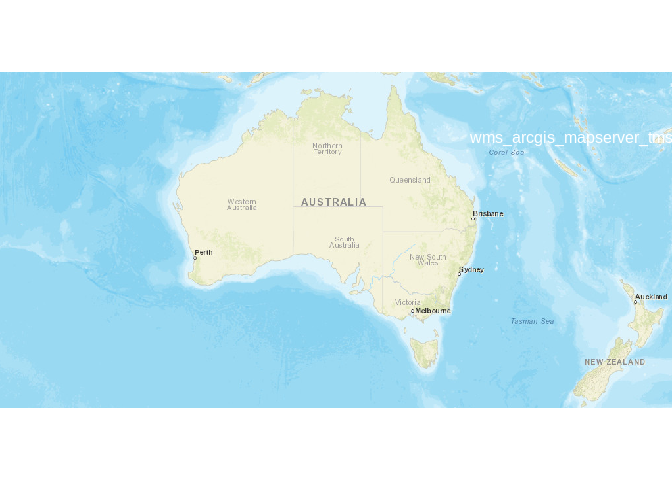 wms_arcgis_mapserver_tms
Northern
Territory
Coral Sea
Queensland
Western
Australia
AUSTRALIA
Brisbane
South
Australia
Perth
New South
Wales
Sydney
Auckland
Victoria
Melbourne
Tasman Sea
NEW ZEALAND